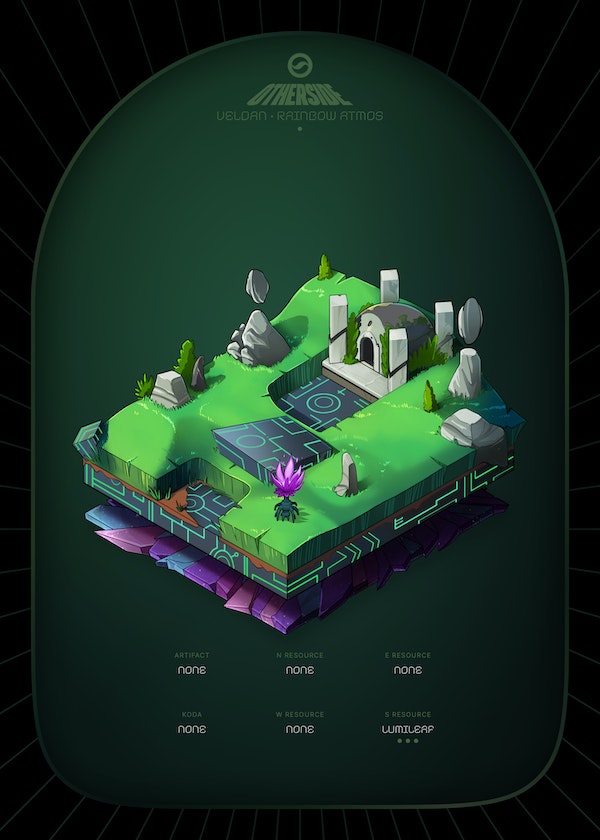 OTHERSIDE
VELDAN - RAINBOW ATMOS
ARTIFACT N RESOURCE E RESOURCE
NONE NONE NONE
KODA W RESOURCE S RESOURCE
NONE NONE LUMILEAF